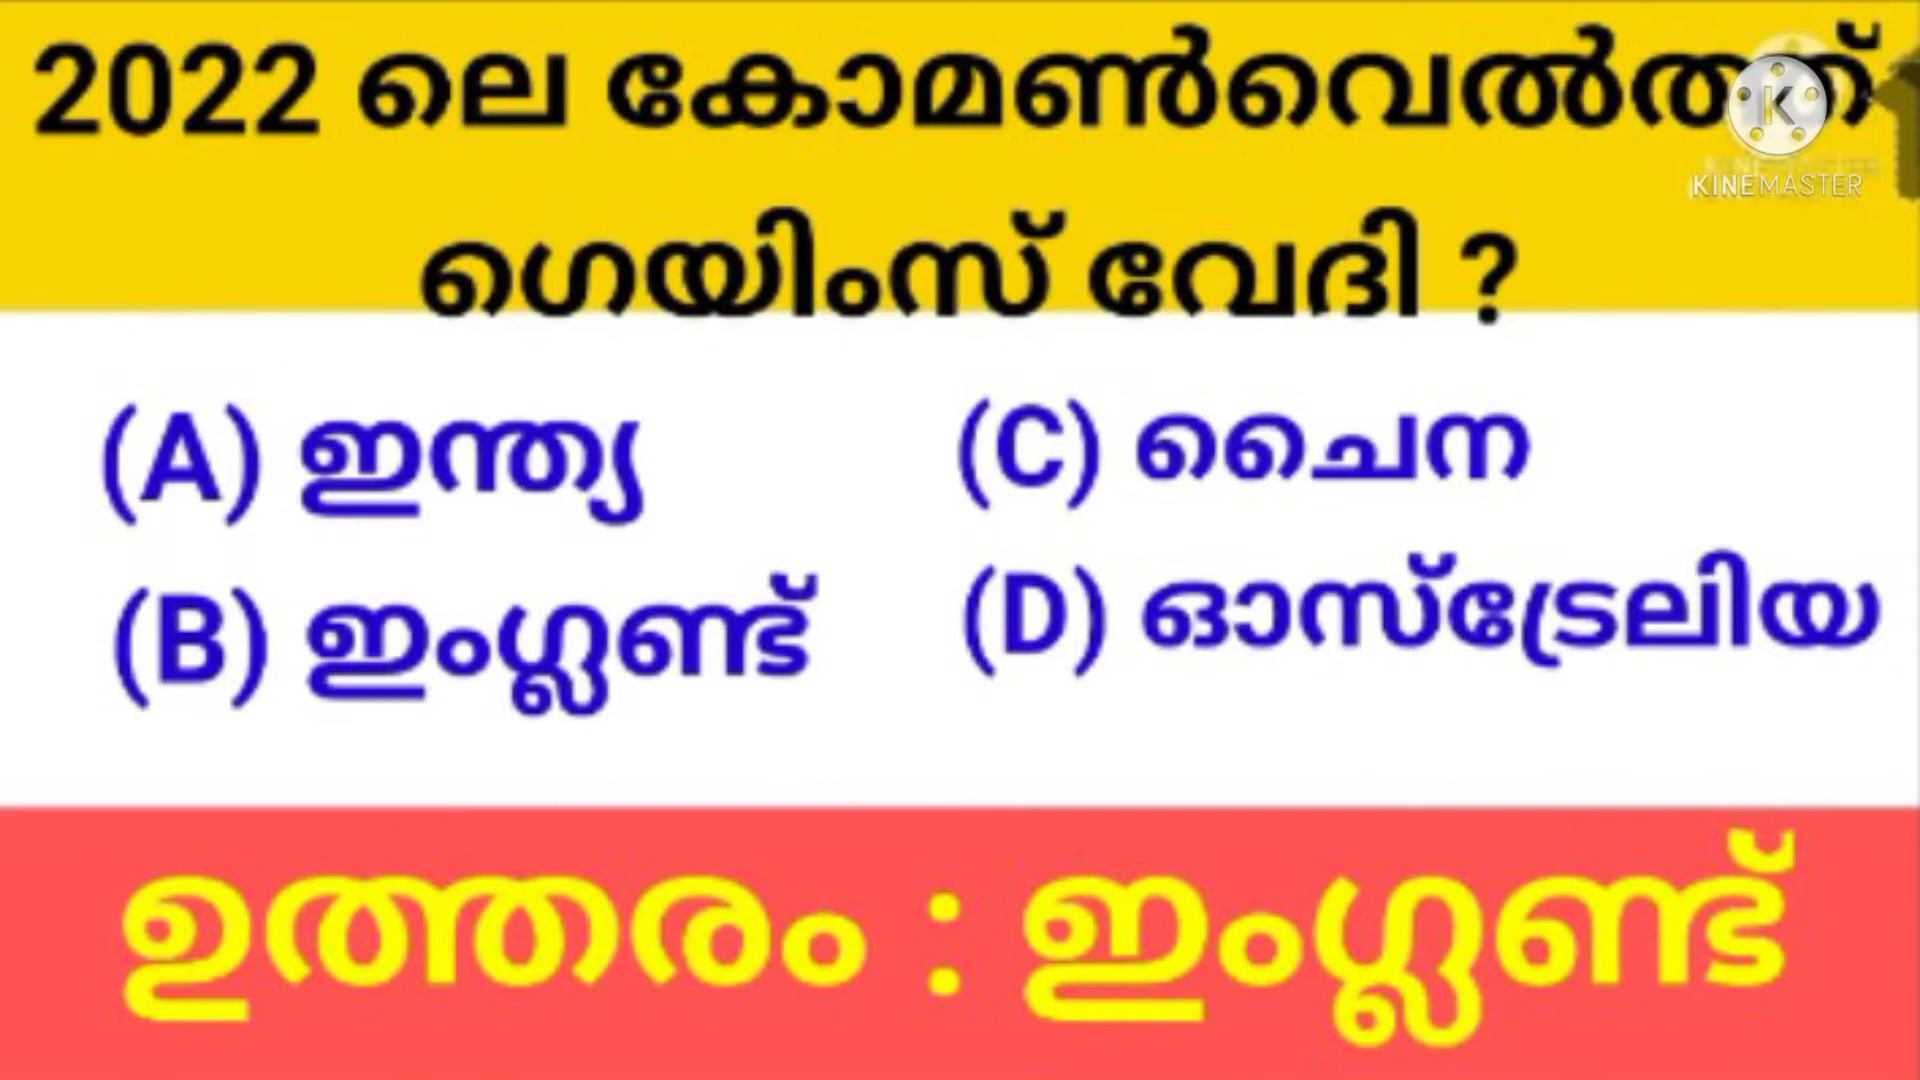 2022 ലെ കോമൺവെൽത്ത്
ഗെയിംസ് വേദി ?
(A) ഇന്ത്യ
(B) ഇംഗ്ലണ്ട്
(C) ചൈന
(D) ഓസ്ട്രേലിയ
ഉത്തരം : ഇംഗ്ലണ്ട്
KINEMASTER